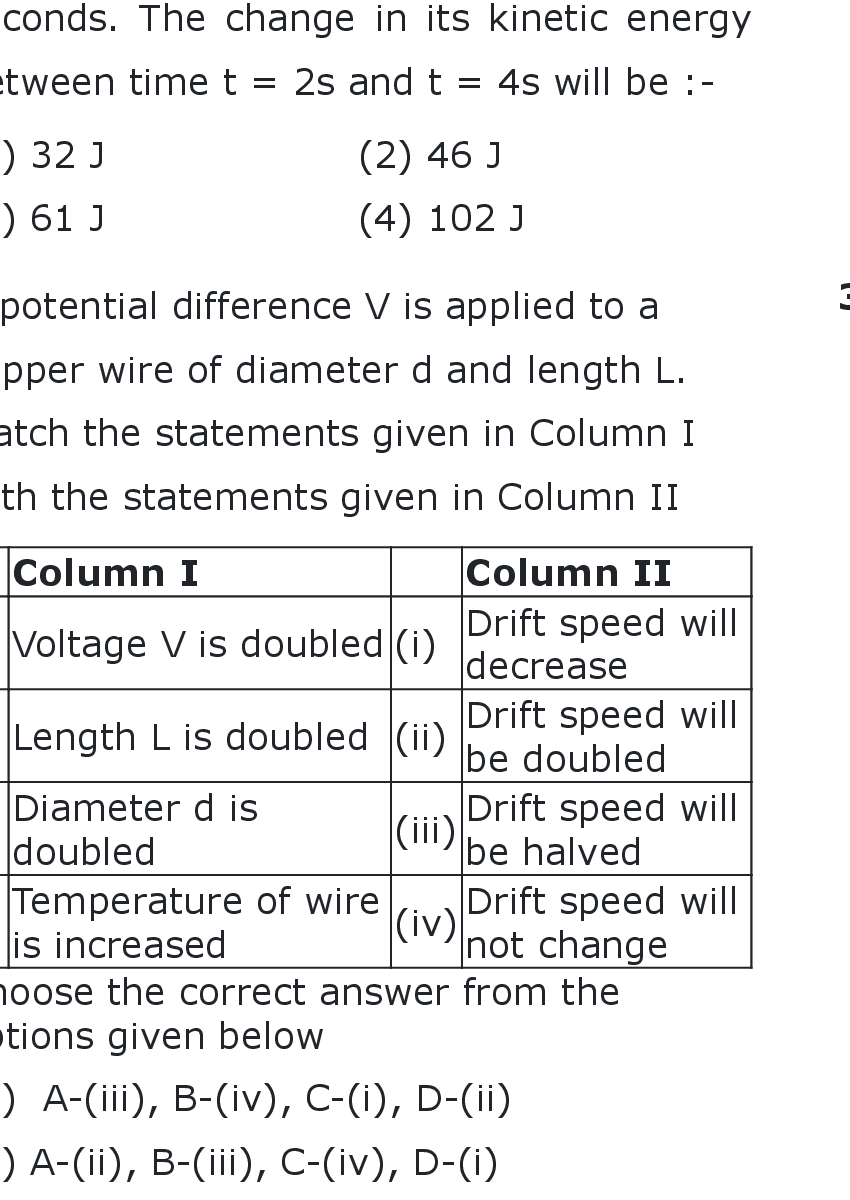 conds. The change in its kinetic energy
etween time t = 2s and t = 4s will be :-
) 32 J (2) 46 J
) 61 J (4) 102 J
potential difference V is applied to a
3
pper wire of diameter d and length L.
atch the statements given in Column I
th the statements given in Column II
Column I Column II
Voltage V is doubled (i) Drift speed will
decrease
Length L is doubled (ii) Drift speed will
be doubled
Diameter d is
doubled (iii) Drift speed will
be halved
Temperature of wire
is increased (iv) Drift speed will
not change
hoose the correct answer from the
ptions given below
) A-(iii), B-(iv), C-(i), D-(ii)
) A-(ii), B-(iii), C-(iv), D-(i)